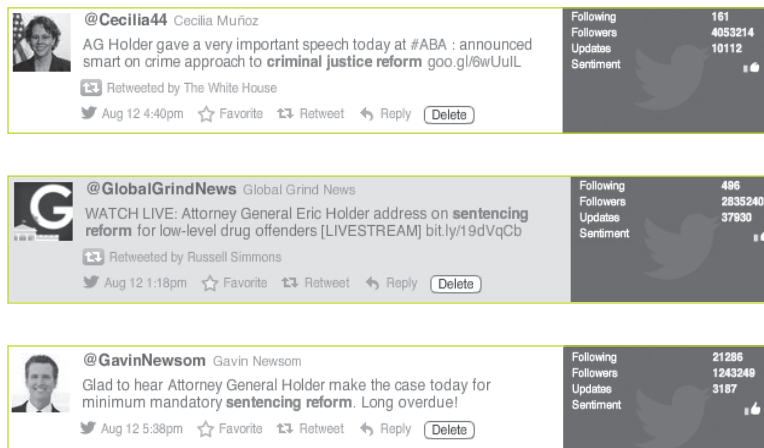 @Cecilia44 Cecilia Muñoz
AG Holder gave a very important speech today at #ABA : announced
smart on crime approach to criminal justice reform goo.gl/6wUulL
Retweeted by The White House
Aug 12 4:40pm Favorite Retweet Reply Delete
Following 161
Followers 4053214
Updates 10112
Sentiment
G
@GlobalGrindNews Global Grind News
WATCH LIVE: Attorney General Eric Holder address on sentencing
reform for low-level drug offenders [LIVESTREAM] bit.ly/19dVqCb
Retweeted by Russell Simmons
Aug 12 1:18pm Favorite Retweet Reply Delete
Following 496
Followers 2835240
Updates 37930
Sentiment
@GavinNewsom Gavin Newsom
Glad to hear Attorney General Holder make the case today for
minimum mandatory sentencing reform. Long overdue!
Aug 12 5:38pm Favorite Retweet Reply Delete
Following 21286
Followers 1243249
Updates 3187
Sentiment